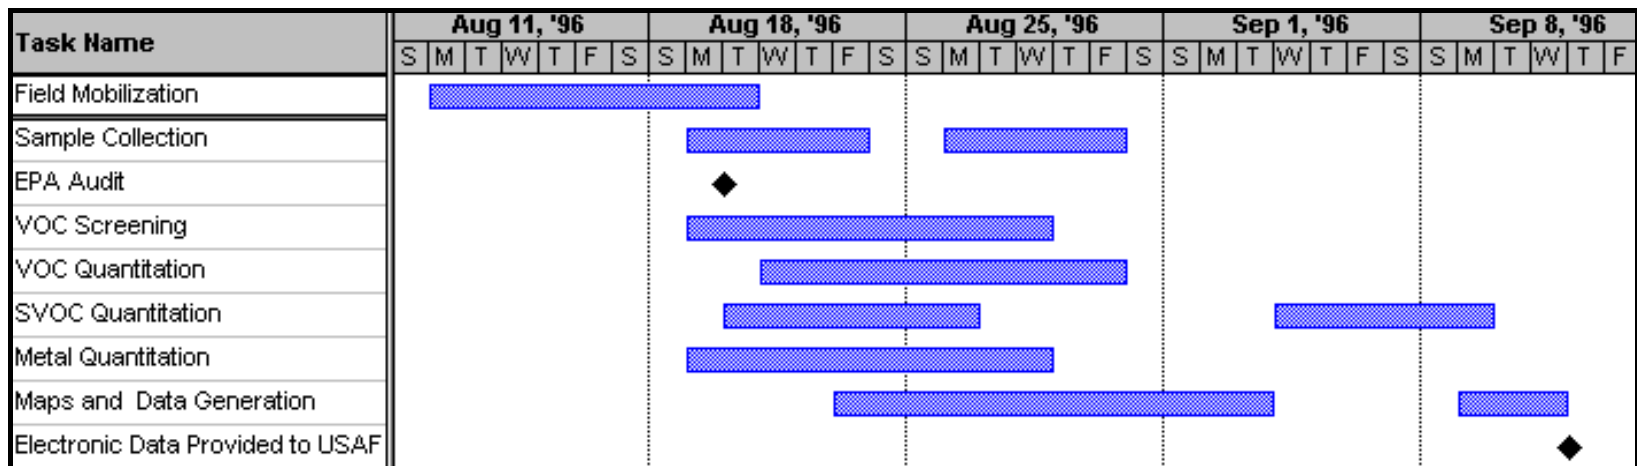 Task Name
Aug 11, '96 Aug 18, '96 Aug 25, '96 Sep 1, '96 Sep 8, '96
S M T W T F S S M T W T F S S M T W T F S S M T W T F S S M T W T F
Field Mobilization
Sample Collection
EPA Audit
VOC Screening
VOC Quantitation
SVOC Quantitation
Metal Quantitation
Maps and Data Generation
Electronic Data Provided to USAF